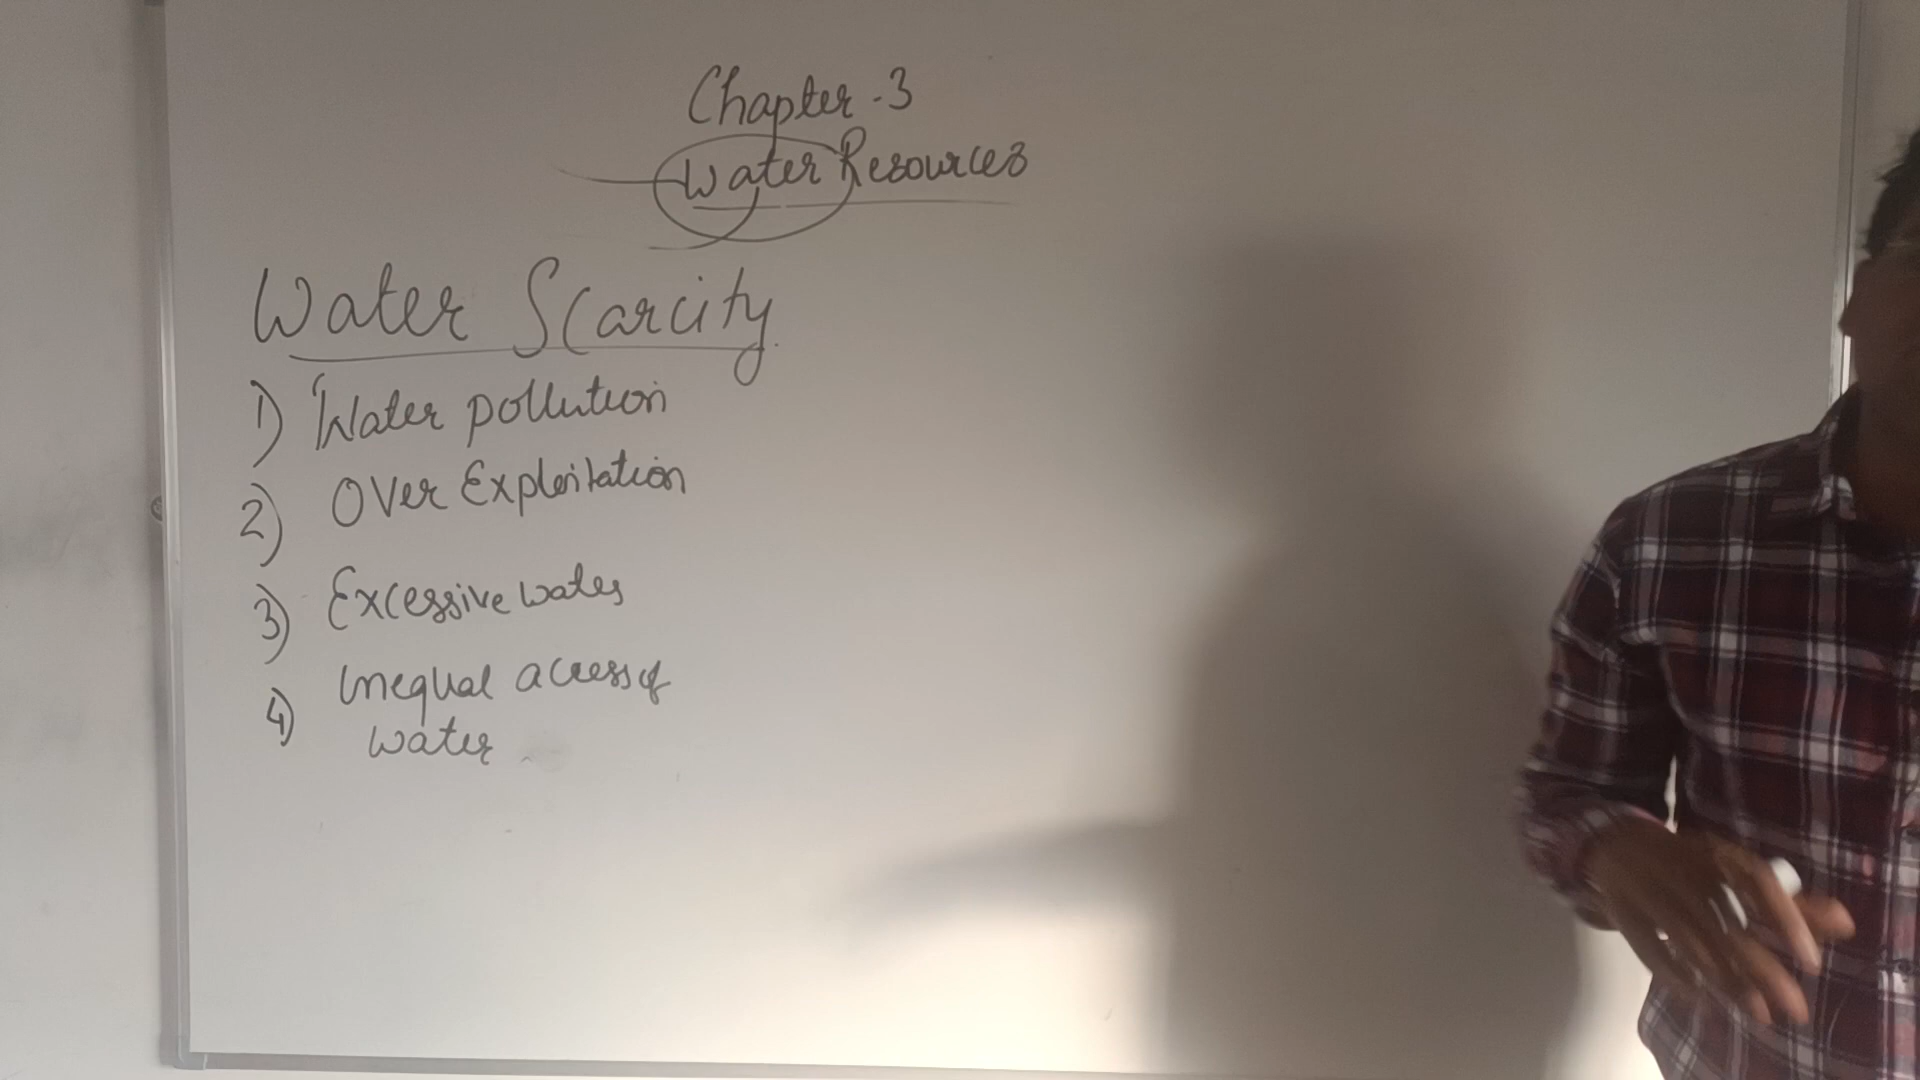 Chapter - 3
Water Resources
Water Scarcity
1) Water pollution
2) Over Exploitation
3) Excessive water
4) Unequal access of
water